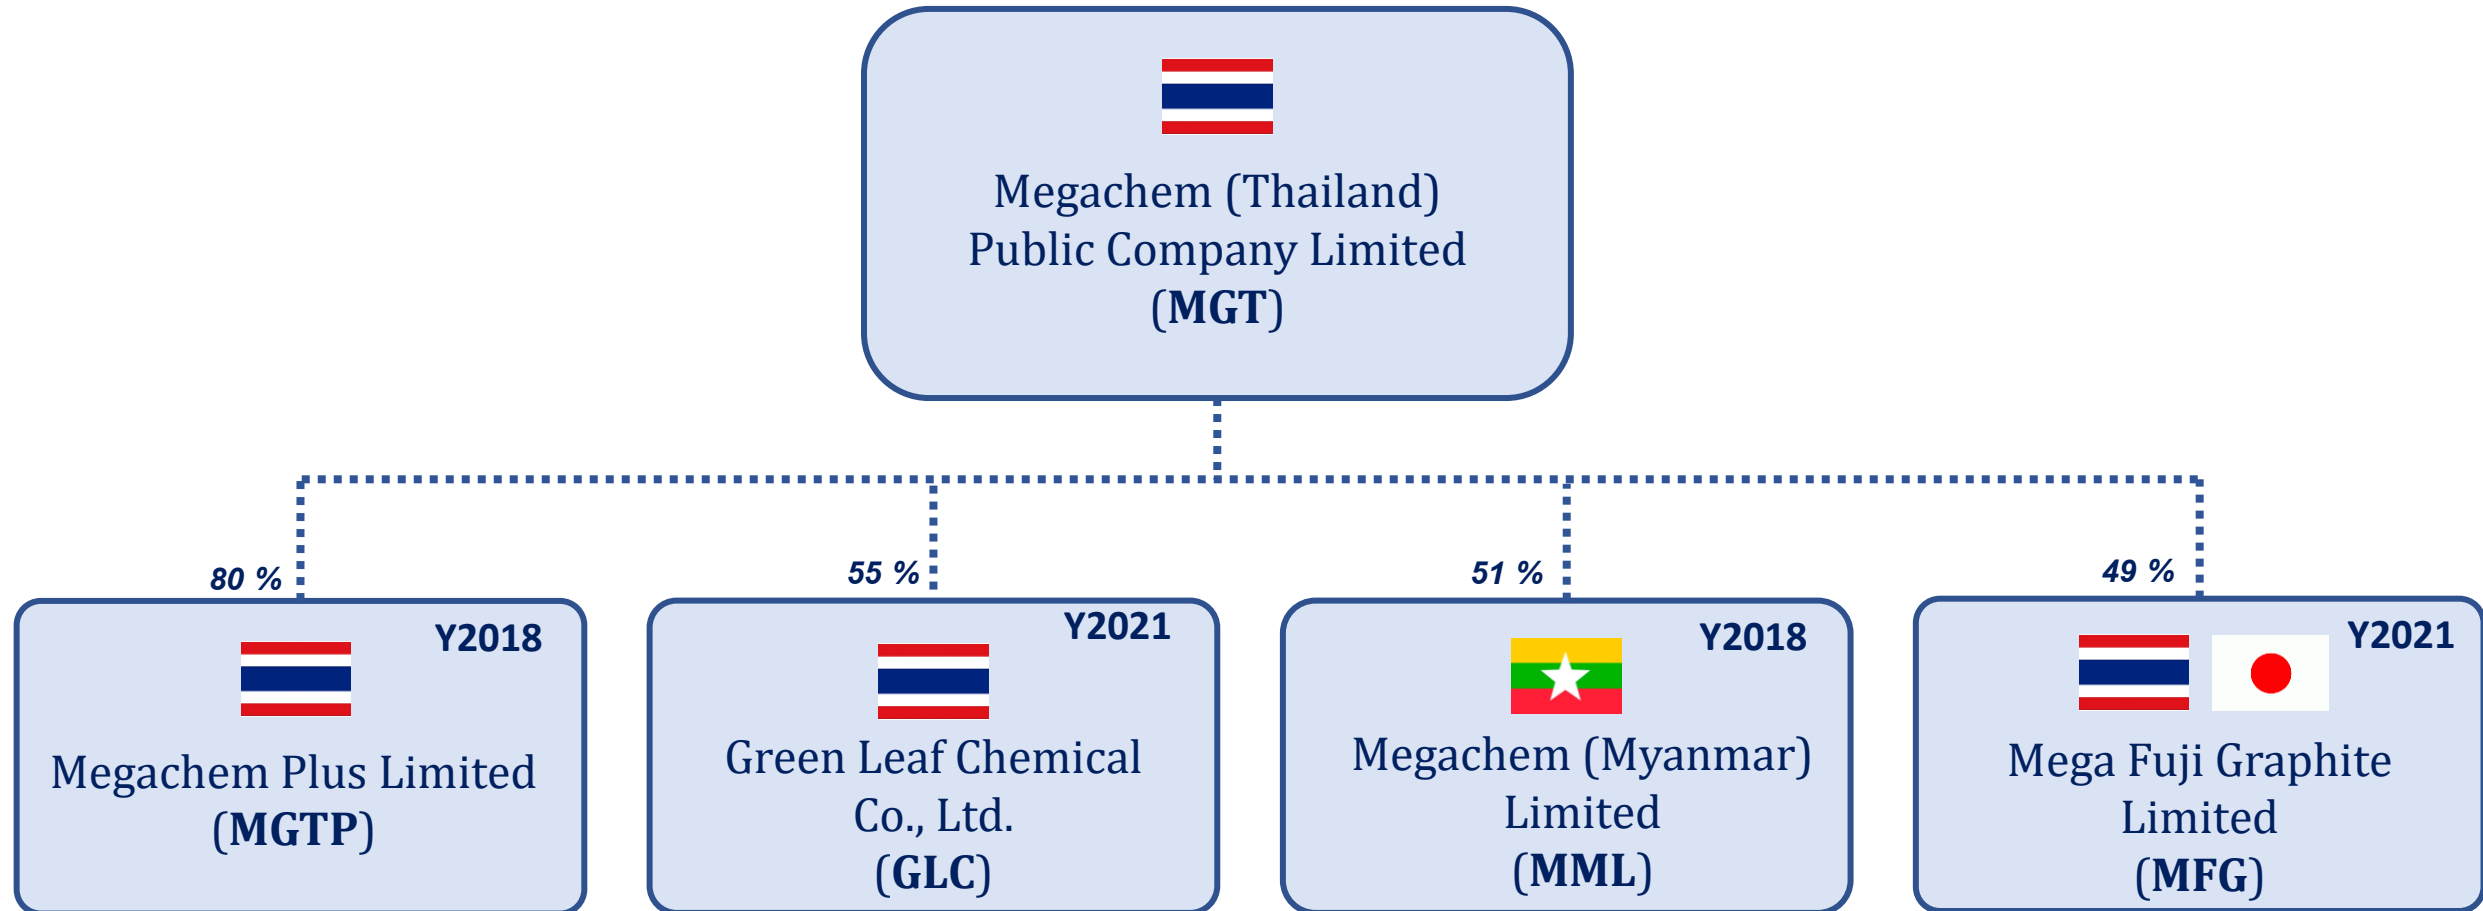 Megachem (Thailand)
Public Company Limited
(MGT)
80 %
55 %
51 %
49 %
Y2018
Megachem Plus Limited
(MGTP)
Y2021
Green Leaf Chemical
Co., Ltd.
(GLC)
Y2018
Megachem (Myanmar)
Limited
(MML)
Y2021
Mega Fuji Graphite
Limited
(MFG)